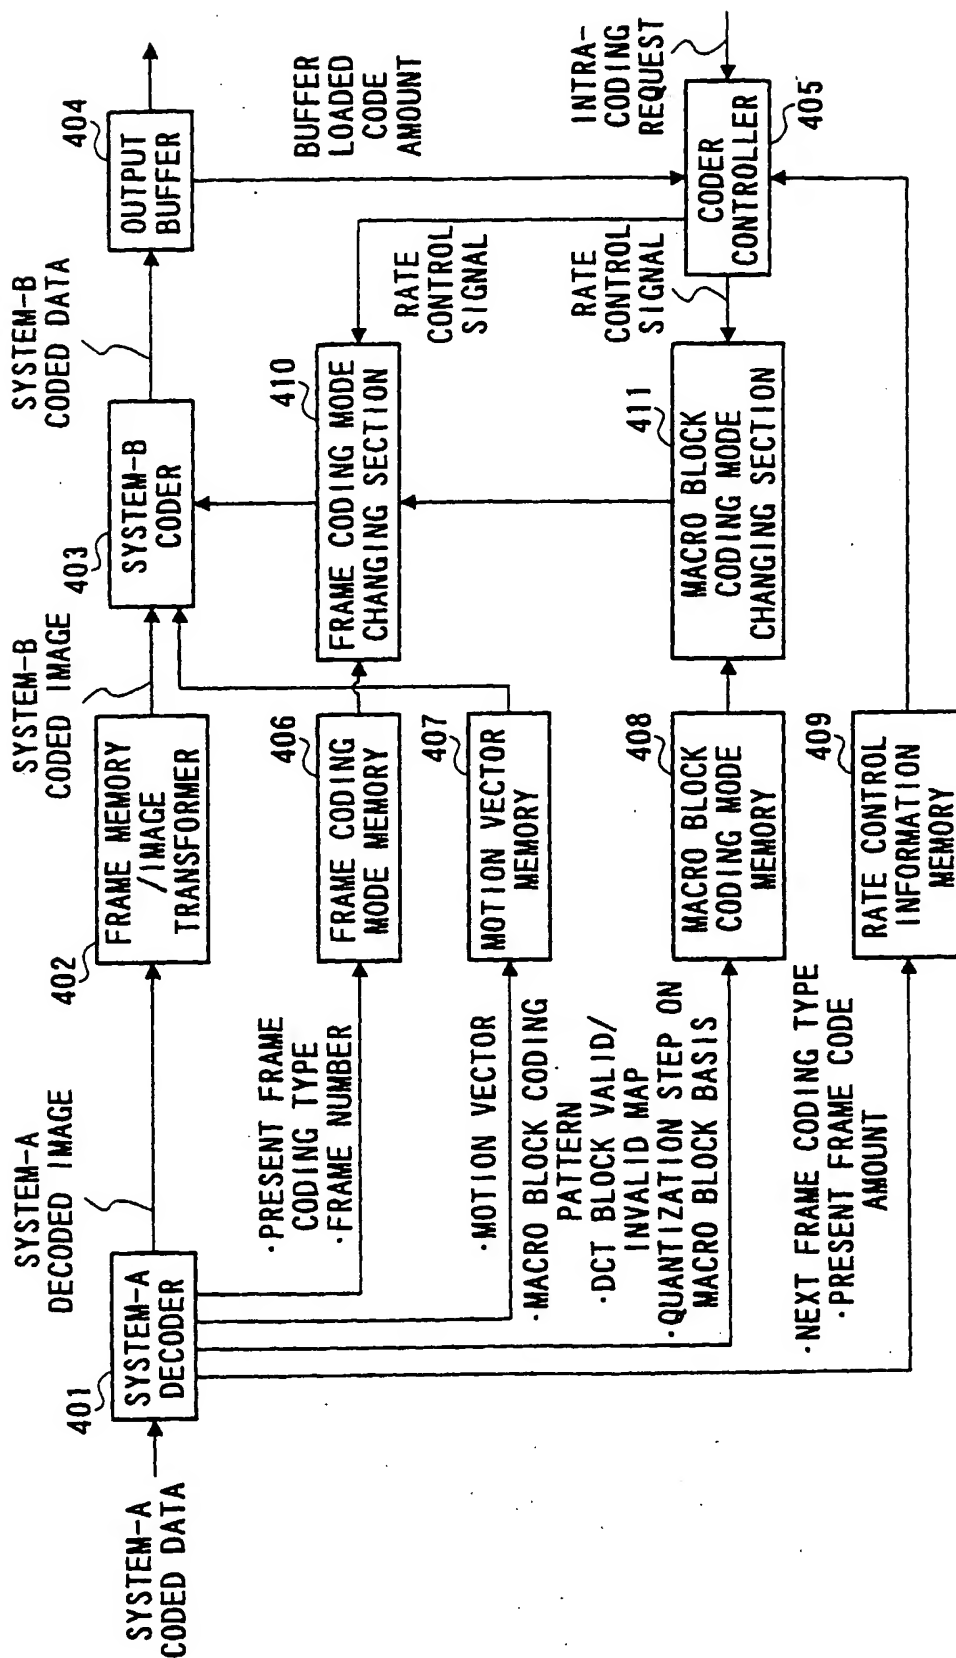 SYSTEM-A
CODED DATA
401
SYSTEM-A
DECODER
SYSTEM-A
DECODED IMAGE
402
FRAME MEMORY
/IMAGE
TRANSFORMER
SYSTEM-B
CODED IMAGE
403
SYSTEM-B
CODER
SYSTEM-B
CODED DATA
404
OUTPUT
BUFFER
·PRESENT FRAME
CODING TYPE
·FRAME NUMBER
406
FRAME CODING
MODE MEMORY
410
FRAME CODING MODE
CHANGING SECTION
RATE
CONTROL
SIGNAL
BUFFER
LOADED
CODE
AMOUNT
·MOTION VECTOR
407
MOTION VECTOR
MEMORY
·MACRO BLOCK CODING
PATTERN
·DCT BLOCK VALID/
INVALID MAP
·QUANTIZATION STEP ON
MACRO BLOCK BASIS
408
MACRO BLOCK
CODING MODE
MEMORY
411
MACRO BLOCK
CODING MODE
CHANGING SECTION
RATE
CONTROL
SIGNAL
CODER
CONTROLLER
405
INTRA-
CODING
REQUEST
·NEXT FRAME CODING TYPE
·PRESENT FRAME CODE
AMOUNT
409
RATE CONTROL
INFORMATION
MEMORY